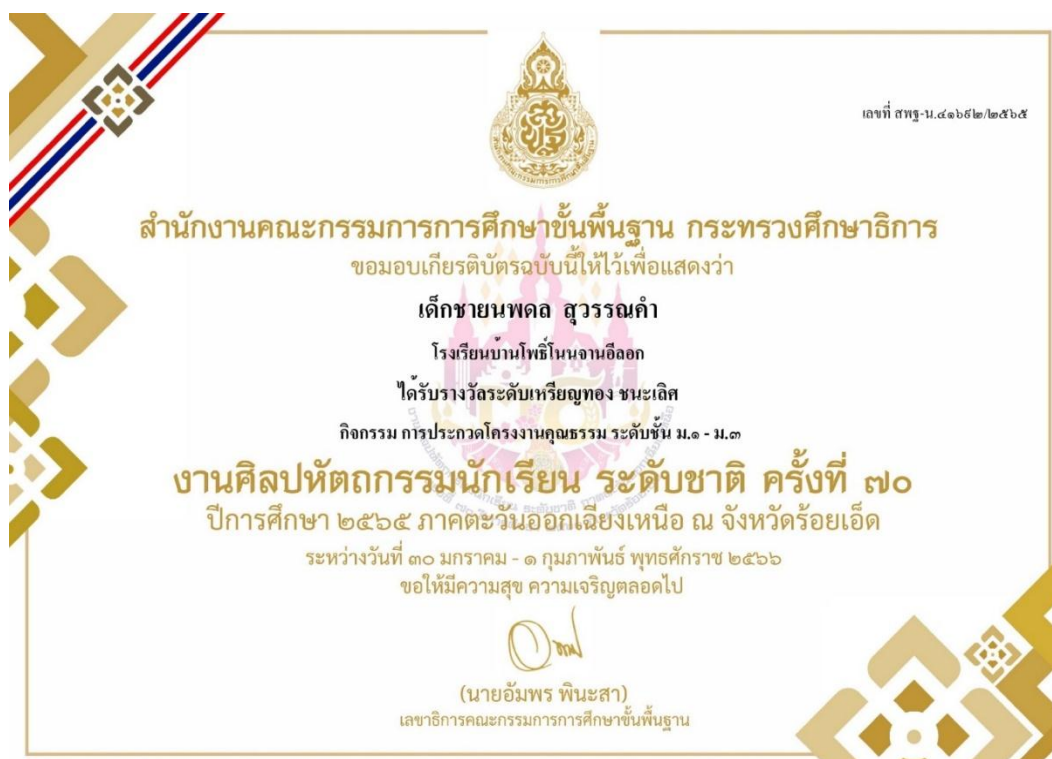 เลขที่ สพฐ-น.๔๑๖๙๒/๒๕๖๕
สำนักงานคณะกรรมการการศึกษาขั้นพื้นฐาน กระทรวงศึกษาธิการ
ขอมอบเกียรติบัตรฉบับนี้ให้ไว้เพื่อแสดงว่า
เด็กชายนพดล สุวรรณคำ
โรงเรียนบ้านโพธิ์โนนจานอีลอก
ได้รับรางวัลระดับเหรียญทอง ชนะเลิศ
กิจกรรม การประกวดโครงงานคุณธรรม ระดับชั้น ม.๑ - ม.๓
งานศิลปหัตถกรรมนักเรียน ระดับชาติ ครั้งที่ ๗๐
ปีการศึกษา ๒๕๖๕ ภาคตะวันออกเฉียงเหนือ ณ จังหวัดร้อยเอ็ด
ระหว่างวันที่ ๓๐ มกราคม - ๑ กุมภาพันธ์ พุทธศักราช ๒๕๖๖
ขอให้มีความสุข ความเจริญตลอดไป
(นายอัมพร พินะสา)
เลขาธิการคณะกรรมการการศึกษาขั้นพื้นฐาน